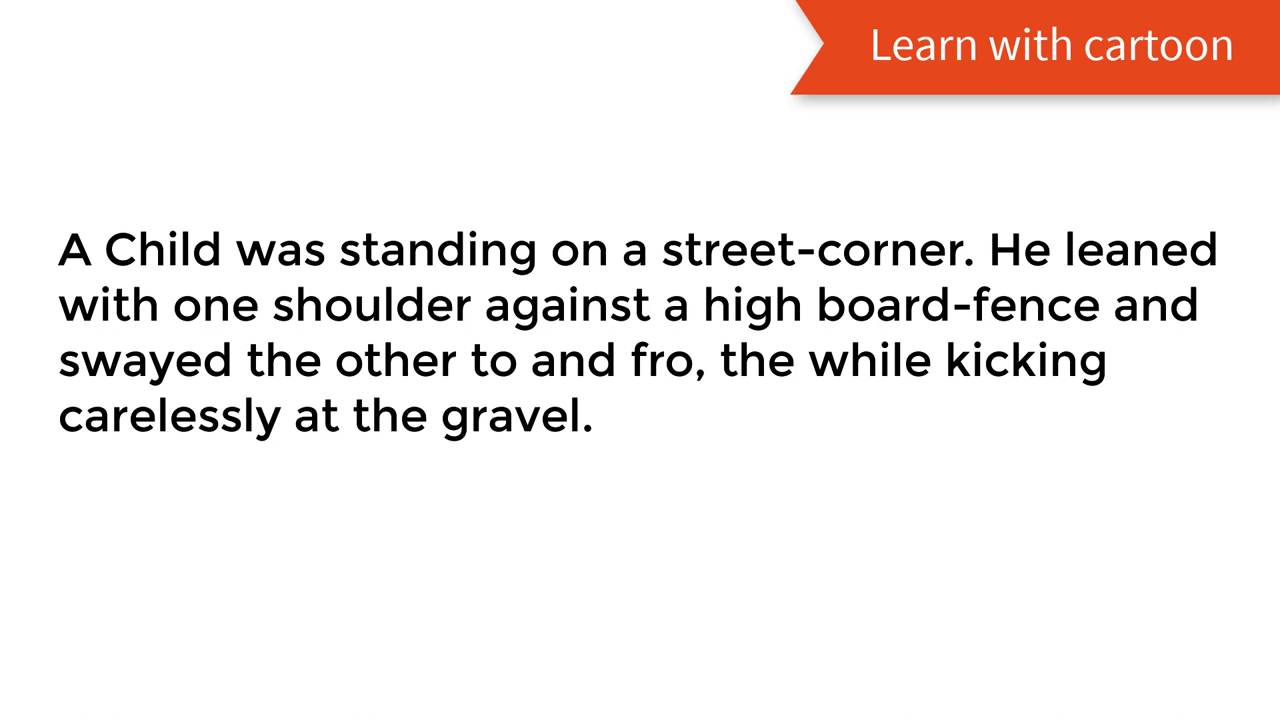 Learn with cartoon
A Child was standing on a street-corner. He leaned
with one shoulder against a high board-fence and
swayed the other to and fro, the while kicking
carelessly at the gravel.